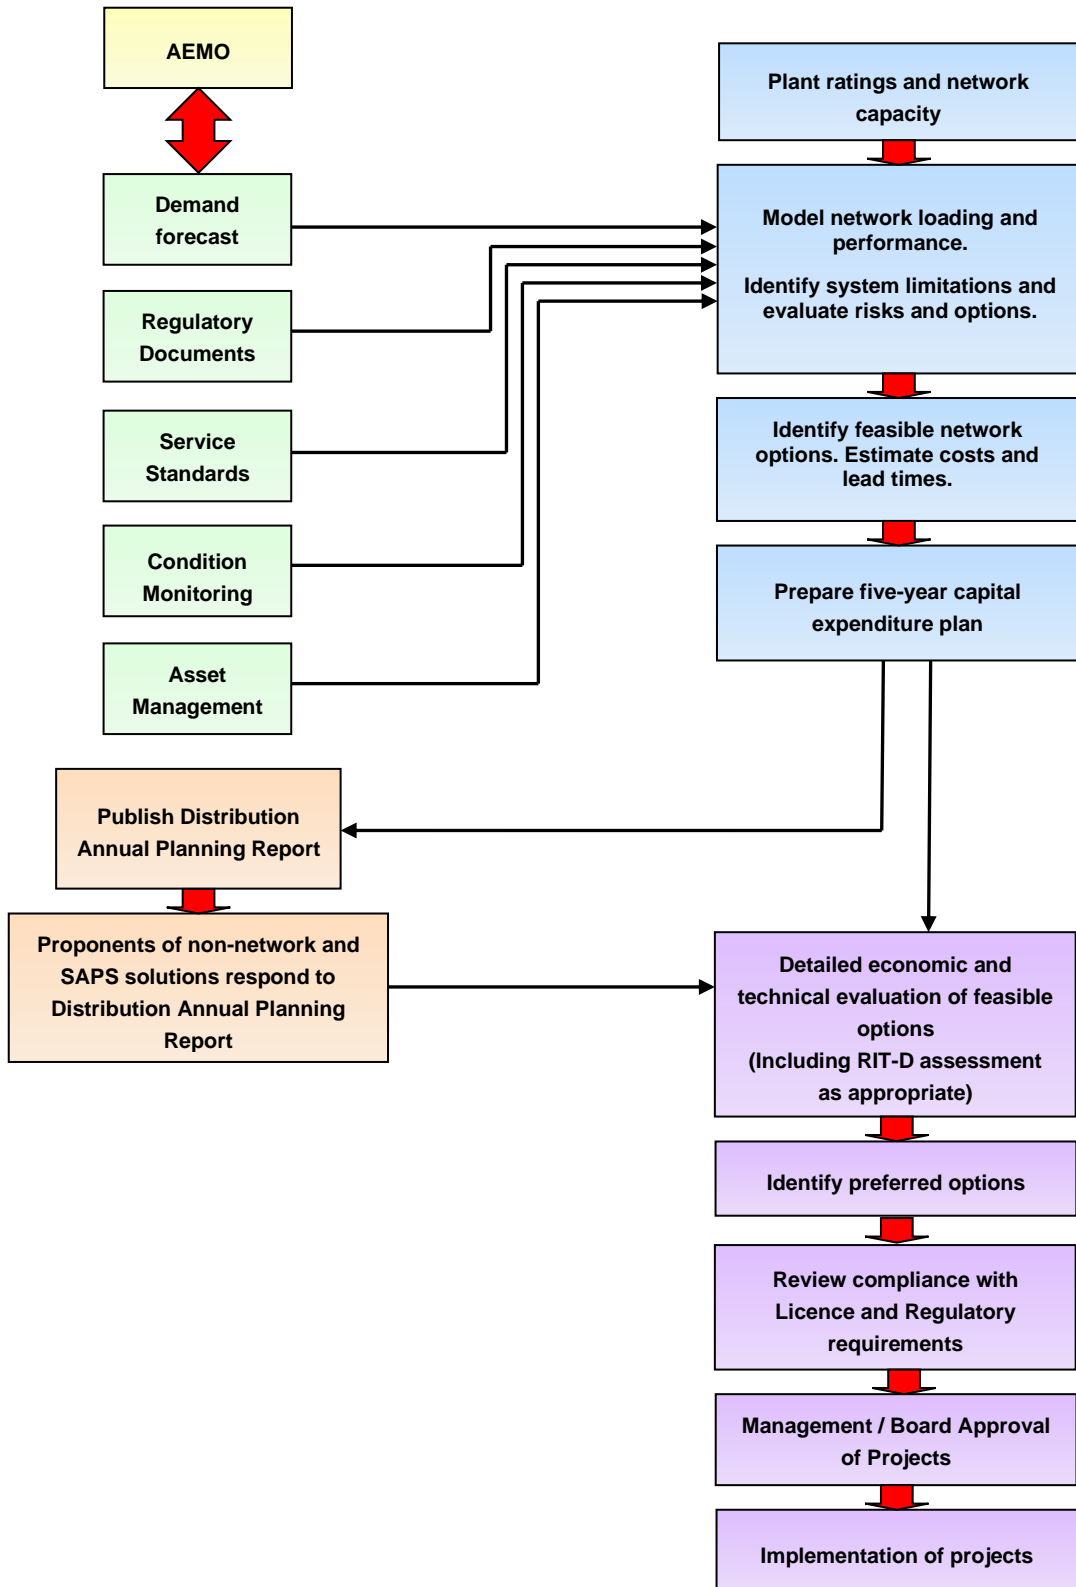 AEMO
Plant ratings and network
capacity
Demand
forecast
Model network loading and
performance.
Identify system limitations and
evaluate risks and options.
Regulatory
Documents
Service
Standards
Identify feasible network
options. Estimate costs and
lead times.
Condition
Monitoring
Prepare five-year capital
expenditure plan
Asset
Management
Publish Distribution
Annual Planning Report
Proponents of non-network and
SAPS solutions respond to
Distribution Annual Planning
Report
Detailed economic and
technical evaluation of feasible
options
(Including RIT-D assessment
as appropriate)
Identify preferred options
Review compliance with
Licence and Regulatory
requirements
Management / Board Approval
of Projects
Implementation of projects